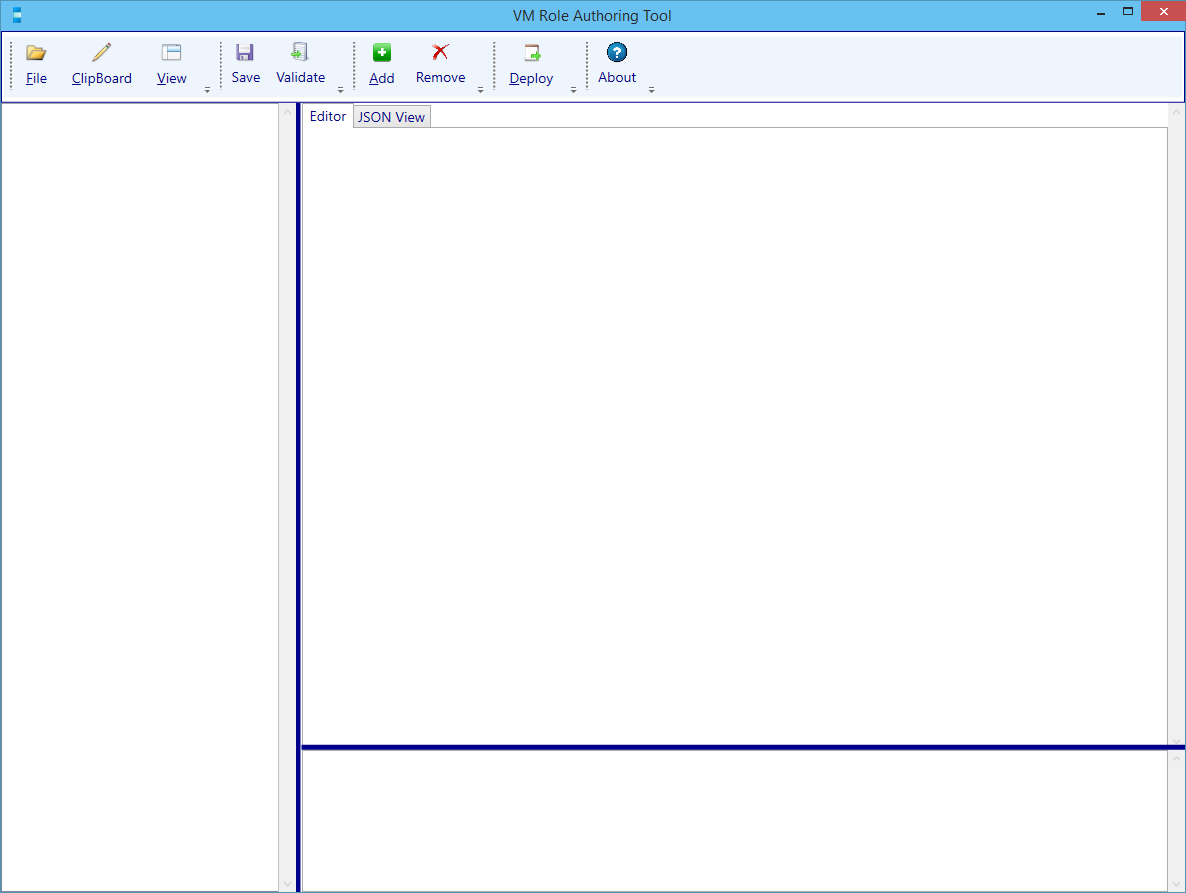 VM Role Authoring Tool
File ClipBoard View Save Validate Add Remove Deploy About
Editor JSON View